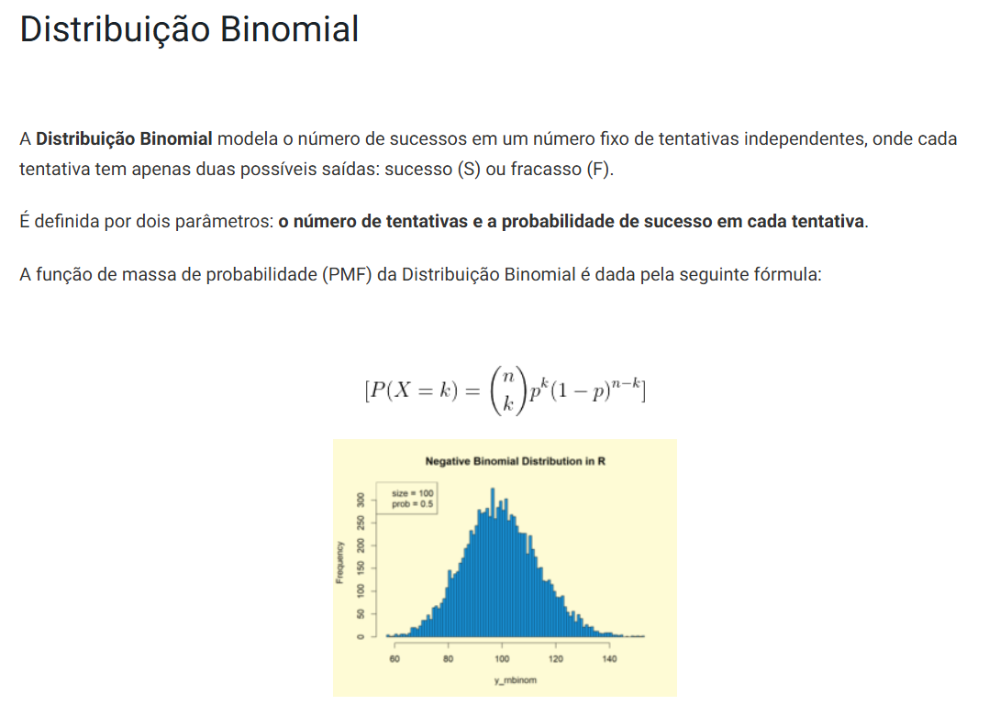 Distribuição Binomial
A Distribuição Binomial modela o número de sucessos em um número fixo de tentativas independentes, onde cada
tentativa tem apenas duas possíveis saídas: sucesso (S) ou fracasso (F).
É definida por dois parâmetros: o número de tentativas e a probabilidade de sucesso em cada tentativa.
A função de massa de probabilidade (PMF) da Distribuição Binomial é dada pela seguinte fórmula:
[P(X = k) = \binom{n}{k} p^k (1 − p)^{n−k}]
Negative Binomial Distribution in R
size = 100
prob = 0.5
Frequency
0 50 100 150 200 250 300
60 80 100 120 140
y_rnbinom